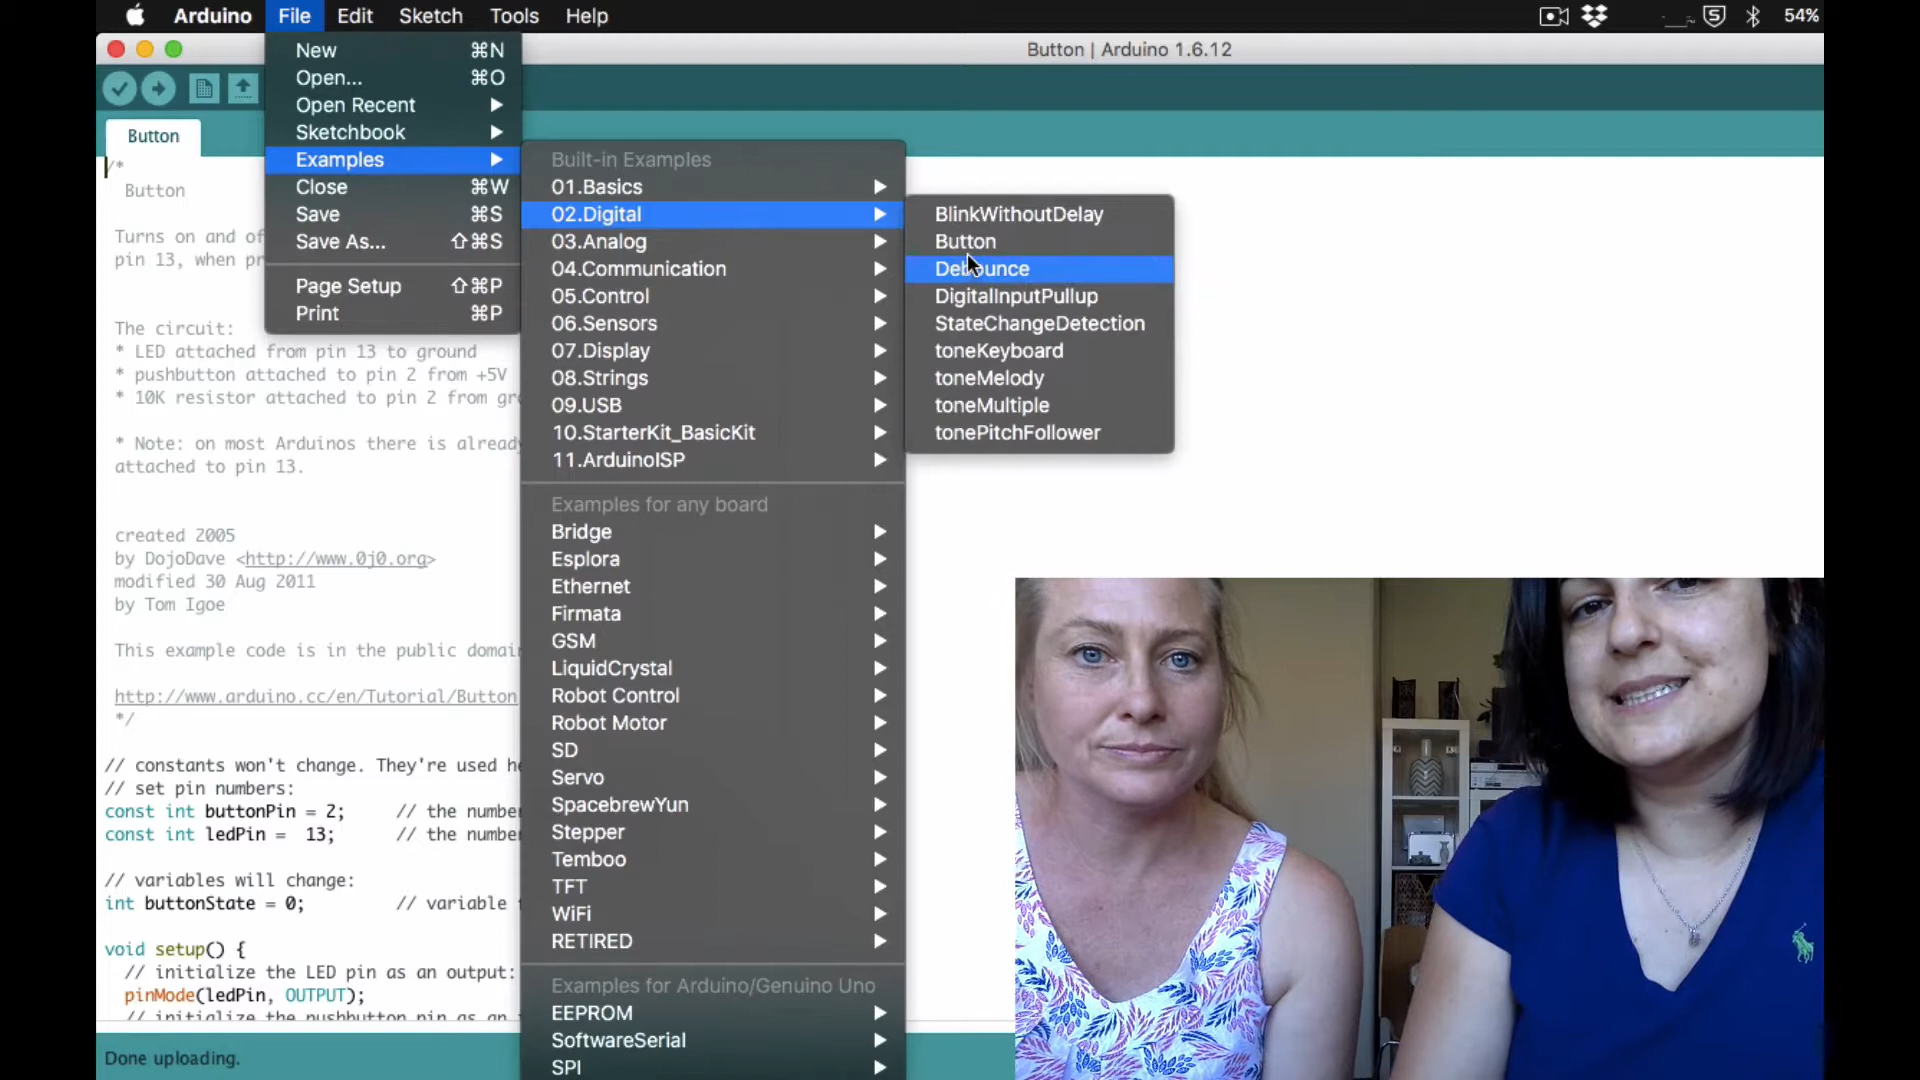 Arduino File Edit Sketch Tools Help 54%
Button | Arduino 1.6.12
New ⌘N
Open... ⌘O
Open Recent ▶
Sketchbook ▶
Examples ▶
Close ⌘W
Save ⌘S
Save As... ⇧⌘S
Page Setup ⇧⌘P
Print ⌘P
Built-in Examples
01.Basics ▶
02.Digital ▶
03.Analog ▶
04.Communication ▶
05.Control ▶
06.Sensors ▶
07.Display ▶
08.Strings ▶
09.USB ▶
10.StarterKit_BasicKit ▶
11.ArduinoISP ▶
Examples for any board
Bridge ▶
Esplora ▶
Ethernet ▶
Firmata ▶
GSM ▶
LiquidCrystal ▶
Robot Control ▶
Robot Motor ▶
SD ▶
Servo ▶
SpacebrewYun ▶
Stepper ▶
Temboo ▶
TFT ▶
WiFi ▶
RETIRED ▶
Examples for Arduino/Genuino Uno
EEPROM ▶
SoftwareSerial ▶
SPI ▶
BlinkWithoutDelay
Button
Debounce
DigitalInputPullup
StateChangeDetection
toneKeyboard
toneMelody
toneMultiple
tonePitchFollower
Button
/*
Button
Turns on and of
pin 13, when pr
The circuit:
* LED attached from pin 13 to ground
* pushbutton attached to pin 2 from +5V
* 10K resistor attached to pin 2 from gr
* Note: on most Arduinos there is alread
attached to pin 13.
created 2005
by DojoDave <http://www.0j0.org>
modified 30 Aug 2011
by Tom Igoe
This example code is in the public domai
http://www.arduino.cc/en/Tutorial/Button
*/
// constants won't change. They're used he
// set pin numbers:
const int buttonPin = 2; // the numbe
const int ledPin = 13; // the numbe
// variables will change:
int buttonState = 0; // variable
void setup() {
// initialize the LED pin as an output:
pinMode(ledPin, OUTPUT);
// initialize the pushbutton pin as an
Done uploading.